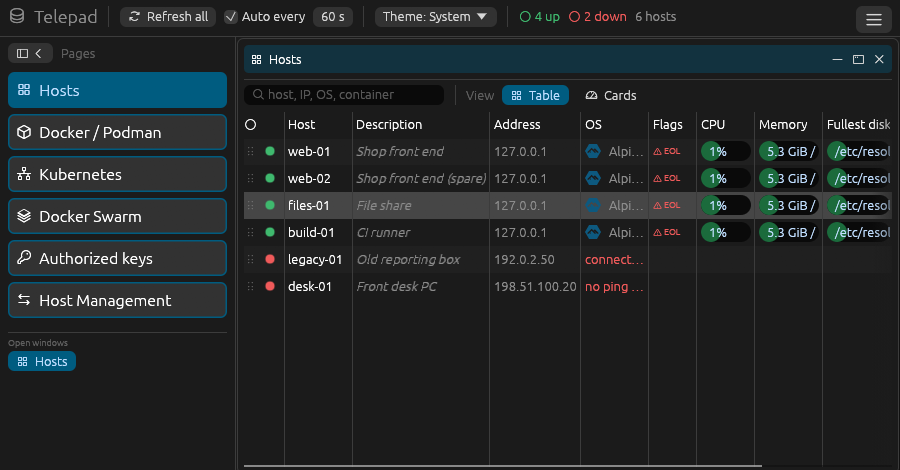 Telepad Refresh all Auto every 60 s Theme: System 4 up 2 down 6 hosts
Pages
Hosts
Docker / Podman
Kubernetes
Docker Swarm
Authorized keys
Host Management
Open windows
Hosts
Hosts
host, IP, OS, container View Table Cards
Host Description Address OS Flags CPU Memory Fullest disk
web-01 Shop front end 127.0.0.1 Alpi... EOL 1% 5.3 GiB / /etc/resol
web-02 Shop front end (spare) 127.0.0.1 Alpi... EOL 1% 5.3 GiB / /etc/resol
files-01 File share 127.0.0.1 Alpi... EOL 1% 5.3 GiB / /etc/resol
build-01 CI runner 127.0.0.1 Alpi... EOL 1% 5.3 GiB / /etc/resol
legacy-01 Old reporting box 192.0.2.50 connect...
desk-01 Front desk PC 198.51.100.20 no ping ...